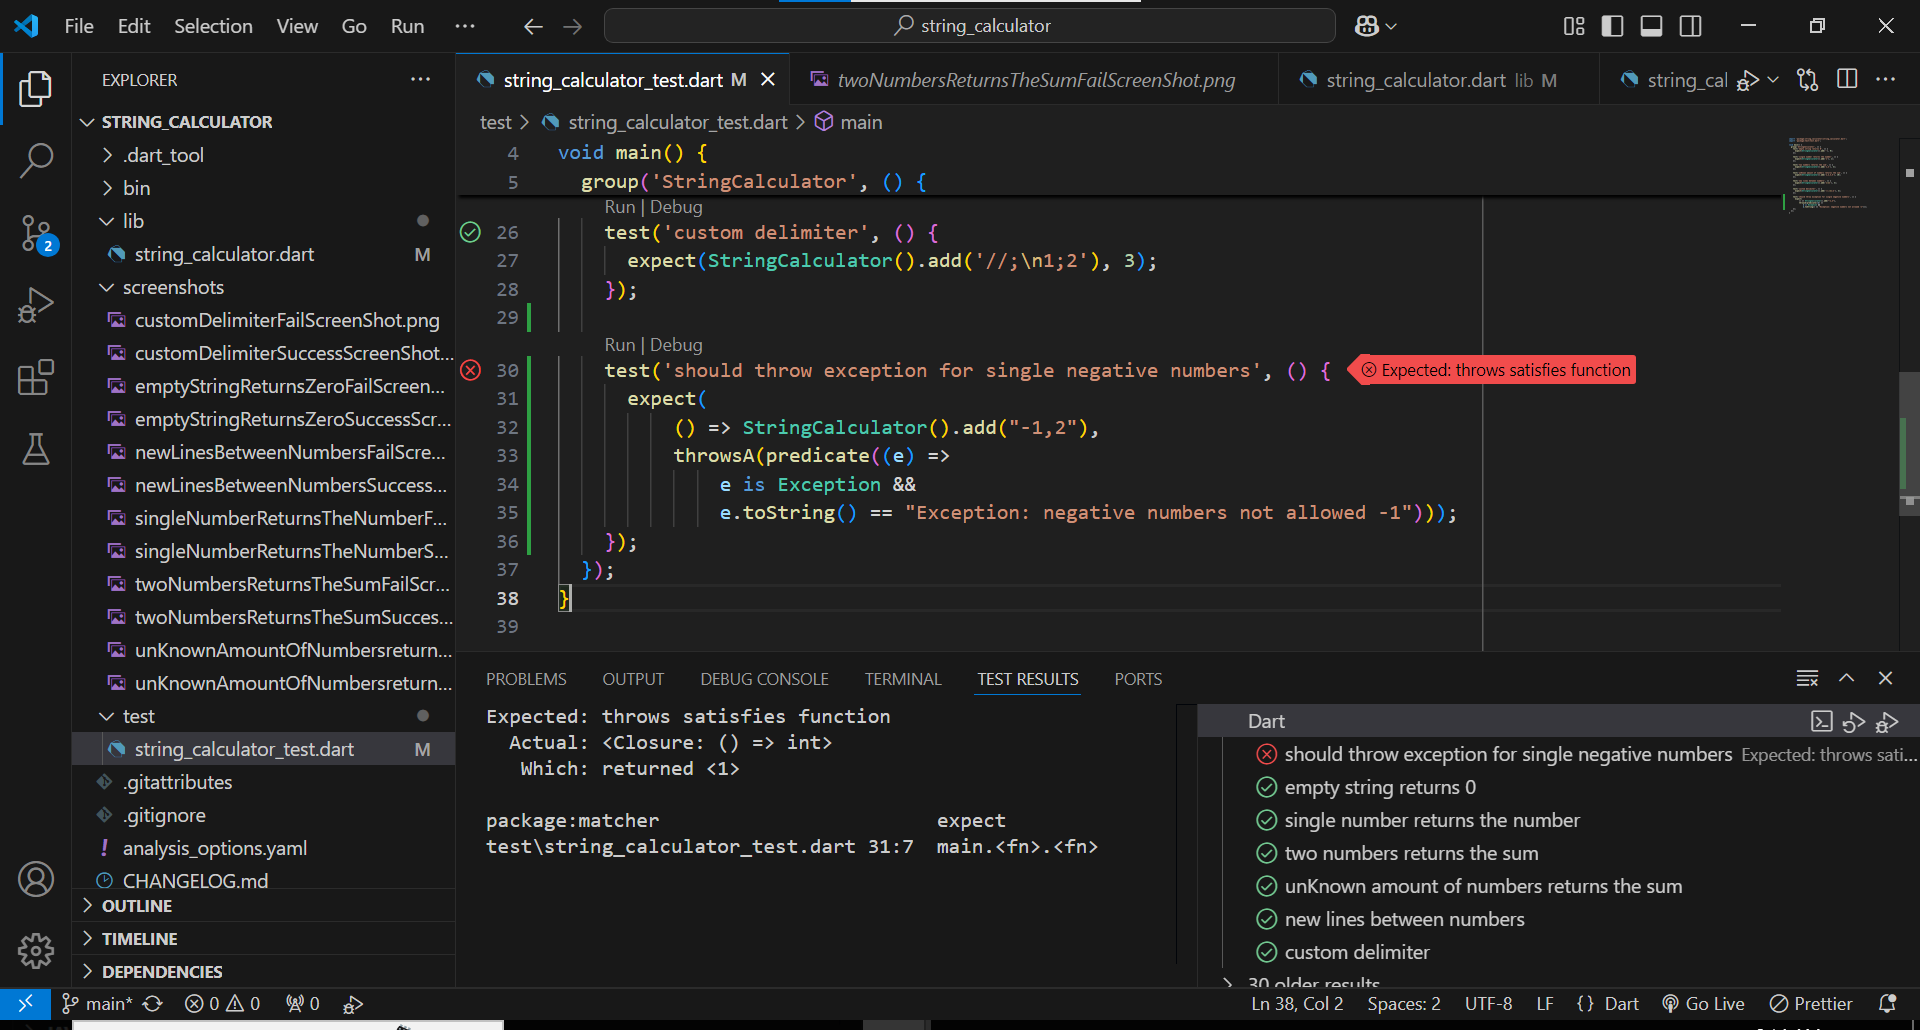 File Edit Selection View Go Run ···
string_calculator
EXPLORER
STRING_CALCULATOR
.dart_tool
bin
lib
string_calculator.dart M
screenshots
customDelimiterFailScreenShot.png
customDelimiterSuccessScreenShot...
emptyStringReturnsZeroFailScreen...
emptyStringReturnsZeroSuccessScr...
newLinesBetweenNumbersFailScre...
newLinesBetweenNumbersSuccess...
singleNumberReturnsTheNumberF...
singleNumberReturnsTheNumberS...
twoNumbersReturnsTheSumFailScr...
twoNumbersReturnsTheSumSucces...
unKnownAmountOfNumbersreturn...
unKnownAmountOfNumbersreturn...
test
string_calculator_test.dart M
.gitattributes
.gitignore
analysis_options.yaml
CHANGELOG.md
OUTLINE
TIMELINE
DEPENDENCIES
2
string_calculator_test.dart M
twoNumbersReturnsTheSumFailScreenShot.png
string_calculator.dart lib M
string_cal
test > string_calculator_test.dart > main
4 void main() {
5 group('StringCalculator', () {
Run | Debug
26 test('custom delimiter', () {
27 expect(StringCalculator().add('//;\n1;2'), 3);
28 });
29
Run | Debug
30 test('should throw exception for single negative numbers', () { Expected: throws satisfies function
31 expect(
32 () => StringCalculator().add("-1,2"),
33 throwsA(predicate((e) =>
34 e is Exception &&
35 e.toString() == "Exception: negative numbers not allowed -1")));
36 });
37 });
38 }
39
PROBLEMS OUTPUT DEBUG CONSOLE TERMINAL TEST RESULTS PORTS
Expected: throws satisfies function
Actual: <Closure: () => int>
Which: returned <1>
package:matcher expect
test\string_calculator_test.dart 31:7 main.<fn>.<fn>
Dart
should throw exception for single negative numbers Expected: throws sati...
empty string returns 0
single number returns the number
two numbers returns the sum
unKnown amount of numbers returns the sum
new lines between numbers
custom delimiter
30 older results
main* 0 0 0
Ln 38, Col 2 Spaces: 2 UTF-8 LF {} Dart Go Live Prettier